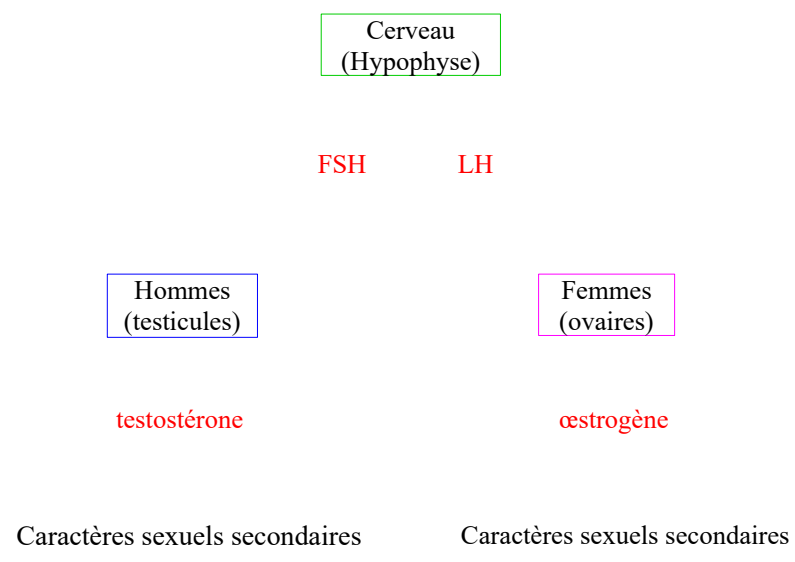 Cerveau
(Hypophyse)
FSH LH
Hommes
(testicules)
Femmes
(ovaires)
testostérone œstrogène
Caractères sexuels secondaires Caractères sexuels secondaires